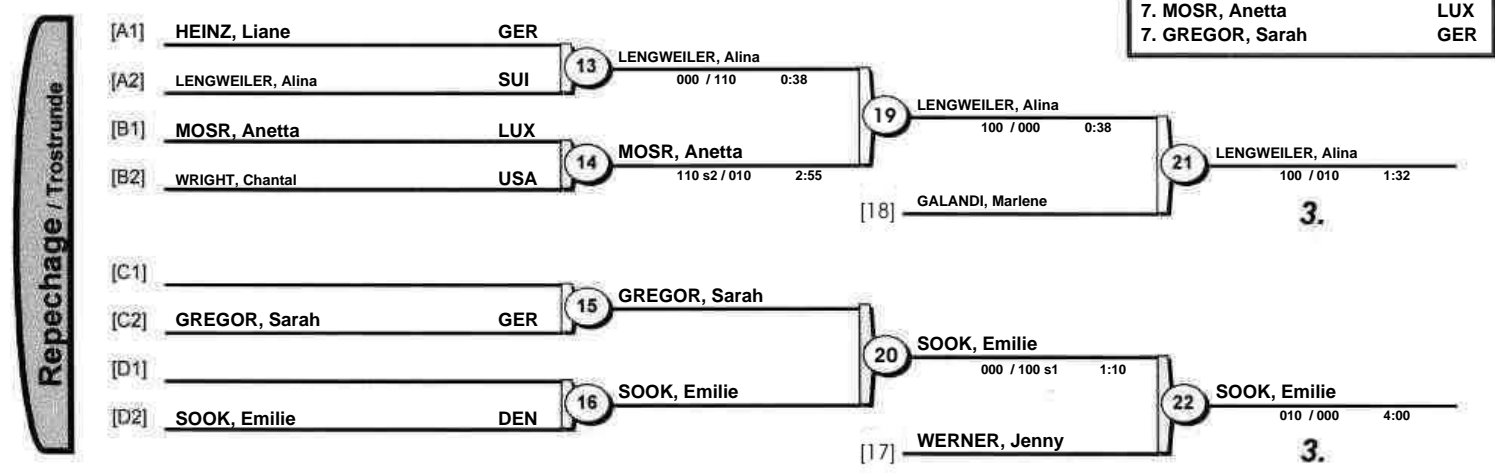 7. MOSR, Anetta LUX
7. GREGOR, Sarah GER
Repechage / Trostrunde
[A1] HEINZ, Liane GER
13 LENGWEILER, Alina
000 / 110 0:38
[A2] LENGWEILER, Alina SUI
19 LENGWEILER, Alina
100 / 000 0:38
[B1] MOSR, Anetta LUX
14 MOSR, Anetta
110 s2 / 010 2:55
[B2] WRIGHT, Chantal USA
21 LENGWEILER, Alina
100 / 010 1:32
[18] GALANDI, Marlene
3.
[C1]
15 GREGOR, Sarah
[C2] GREGOR, Sarah GER
20 SOOK, Emilie
000 / 100 s1 1:10
[D1]
16 SOOK, Emilie
[D2] SOOK, Emilie DEN
22 SOOK, Emilie
010 / 000 4:00
[17] WERNER, Jenny
3.